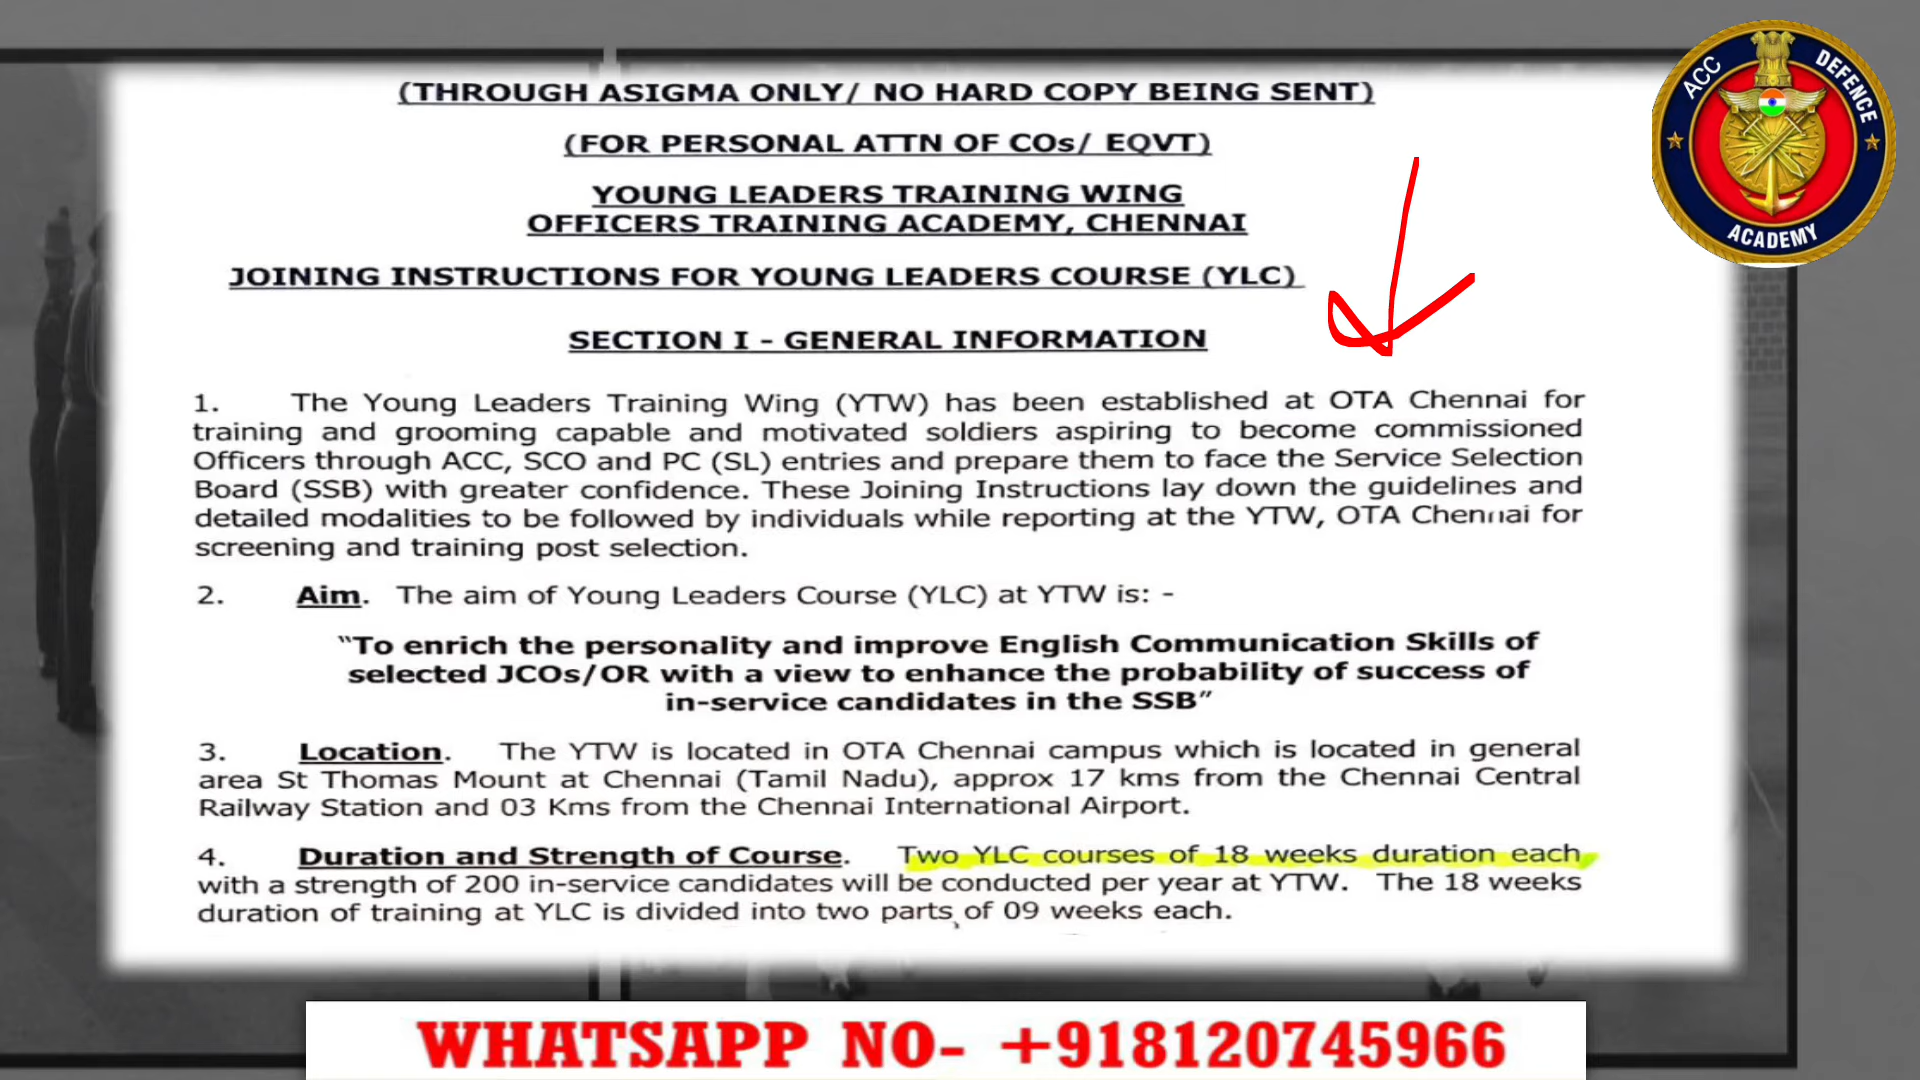 (THROUGH ASIGMA ONLY/ NO HARD COPY BEING SENT)
(FOR PERSONAL ATTN OF COs/ EQVT)
YOUNG LEADERS TRAINING WING
OFFICERS TRAINING ACADEMY, CHENNAI
JOINING INSTRUCTIONS FOR YOUNG LEADERS COURSE (YLC)
SECTION I - GENERAL INFORMATION
1. The Young Leaders Training Wing (YTW) has been established at OTA Chennai for
training and grooming capable and motivated soldiers aspiring to become commissioned
Officers through ACC, SCO and PC (SL) entries and prepare them to face the Service Selection
Board (SSB) with greater confidence. These Joining Instructions lay down the guidelines and
detailed modalities to be followed by individuals while reporting at the YTW, OTA Chennai for
screening and training post selection.
2. Aim. The aim of Young Leaders Course (YLC) at YTW is: -
"To enrich the personality and improve English Communication Skills of
selected JCOs/OR with a view to enhance the probability of success of
in-service candidates in the SSB"
3. Location. The YTW is located in OTA Chennai campus which is located in general
area St Thomas Mount at Chennai (Tamil Nadu), approx 17 kms from the Chennai Central
Railway Station and 03 Kms from the Chennai International Airport.
4. Duration and Strength of Course. Two YLC courses of 18 weeks duration each
with a strength of 200 in-service candidates will be conducted per year at YTW. The 18 weeks
duration of training at YLC is divided into two parts of 09 weeks each.
ACC DEFENCE
ACADEMY
WHATSAPP NO- +918120745966